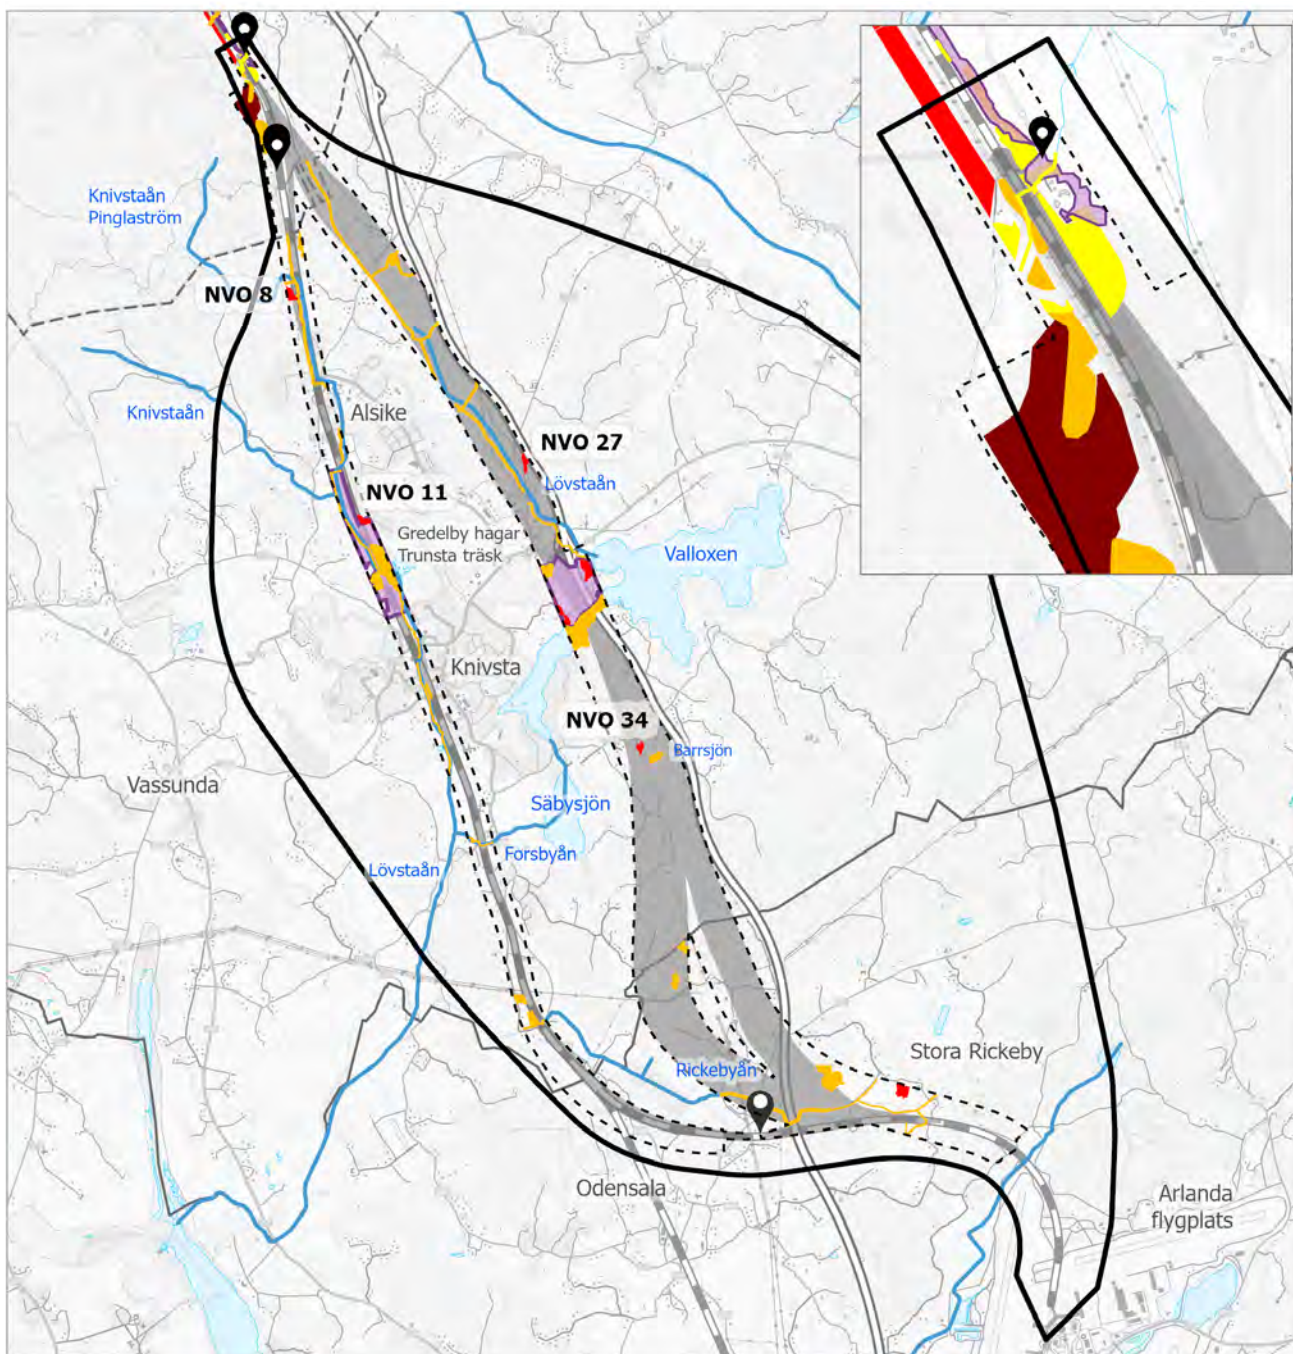 Knivstaån
Pinglaström
NVO 8
Knivstaån
Alsike
NVO 27
Lövstaån
NVO 11
Gredelby hagar
Trunsta träsk
Valloxen
Knivsta
NVO 34
Barrsjön
Vassunda
Säbysjön
Forsbyån
Lövstaån
Stora Rickeby
Rickebyån
Odensala
Arlanda
flygplats